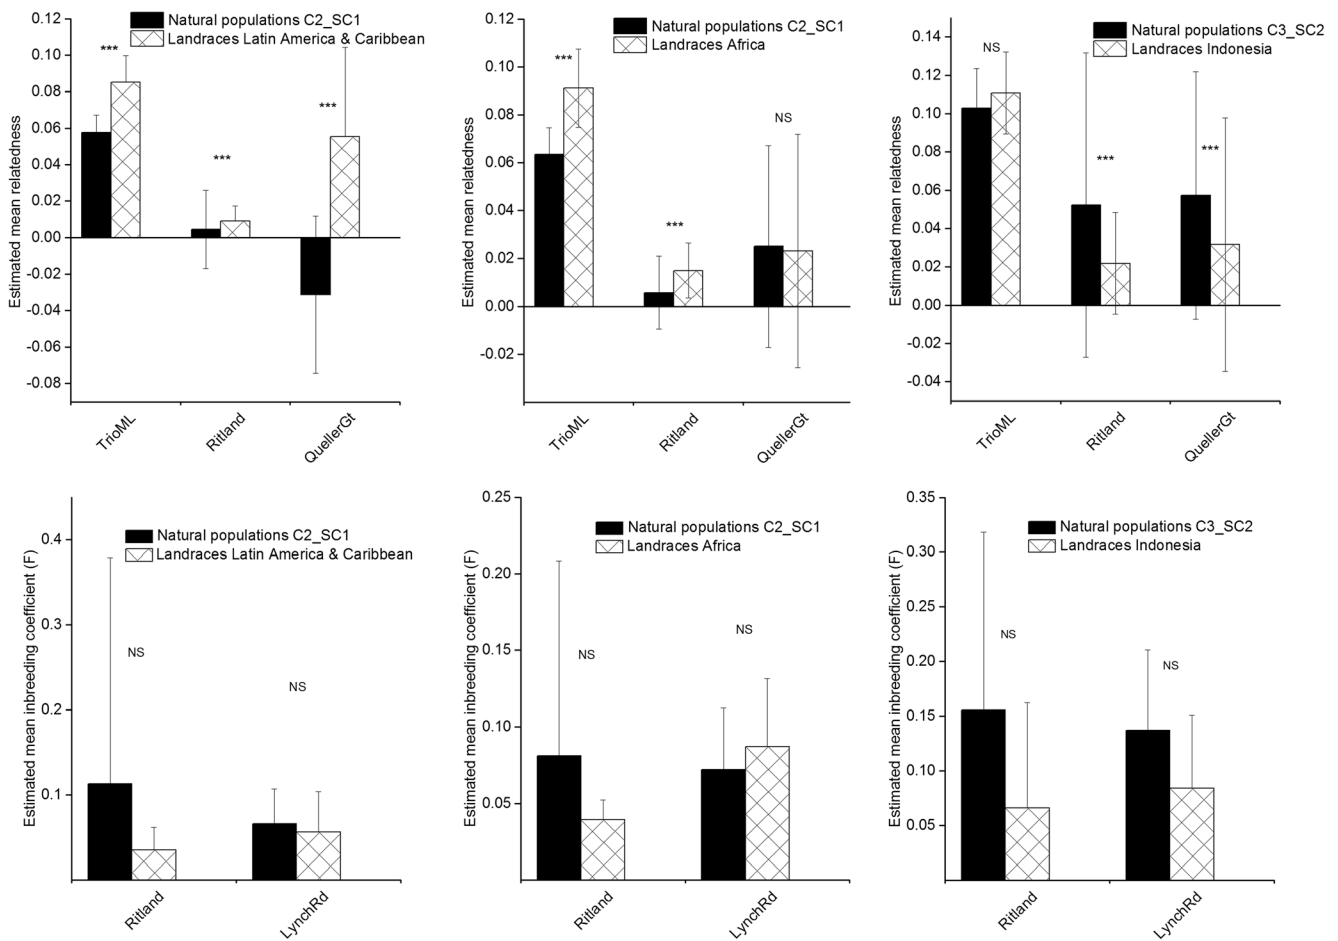 Natural populations C2_SC1
Landraces Latin America & Caribbean
Estimated mean relatedness
0.12
0.10
0.08
0.06
0.04
0.02
0.00
-0.02
-0.04
-0.06
-0.08
***
***
***
TrioML
Ritland
QuellerGt
Natural populations C2_SC1
Landraces Africa
Estimated mean relatedness
0.12
0.10
0.08
0.06
0.04
0.02
0.00
-0.02
***
***
NS
TrioML
Ritland
QuellerGt
Natural populations C3_SC2
Landraces Indonesia
Estimated mean relatedness
0.14
0.12
0.10
0.08
0.06
0.04
0.02
0.00
-0.02
-0.04
NS
***
***
TrioML
Ritland
QuellerGt
Natural populations C2_SC1
Landraces Latin America & Caribbean
Estimated mean inbreeding coefficient (F)
0.4
0.3
0.2
0.1
NS
NS
Ritland
LynchRd
Natural populations C2_SC1
Landraces Africa
Estimated mean inbreeding coefficient (F)
0.25
0.20
0.15
0.10
0.05
NS
NS
Ritland
LynchRd
Natural populations C3_SC2
Landraces Indonesia
Estimated mean inbreeding coefficient (F)
0.35
0.30
0.25
0.20
0.15
0.10
0.05
NS
NS
Ritland
LynchRd